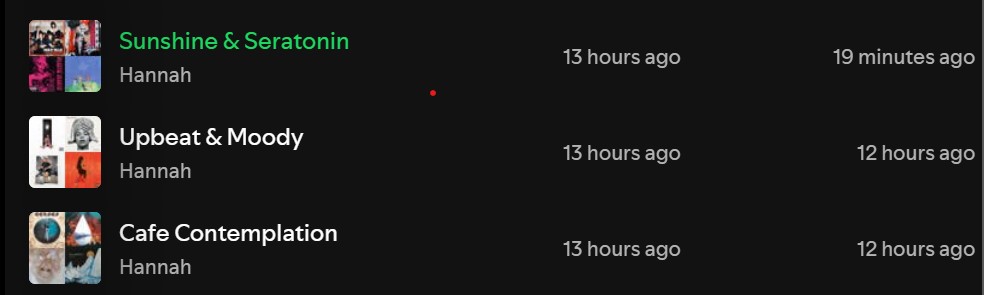 Sunshine & Seratonin
Hannah
13 hours ago
19 minutes ago
Upbeat & Moody
Hannah
13 hours ago
12 hours ago
Cafe Contemplation
Hannah
13 hours ago
12 hours ago